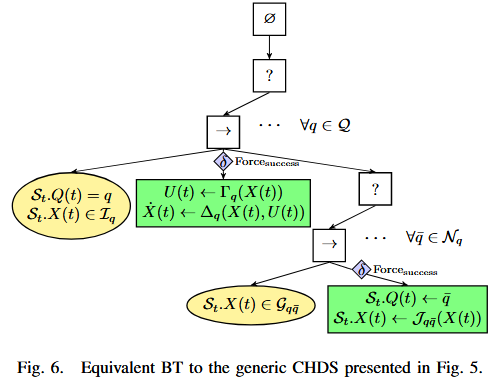 ∅
?
→ ··· ∀q ∈ 𝒬
δ Force_success
𝒮_t.Q(t) = q
𝒮_t.X(t) ∈ ℐ_q
U(t) ← Γ_q(X(t))
Ẋ(t) ← Δ_q(X(t), U(t))
?
→ ··· ∀q̄ ∈ 𝒩_q
δ Force_success
𝒮_t.X(t) ∈ 𝒢_{qq̄}
𝒮_t.Q(t) ← q̄
𝒮_t.X(t) ← 𝒥_{qq̄}(X(t))
Fig. 6. Equivalent BT to the generic CHDS presented in Fig. 5.